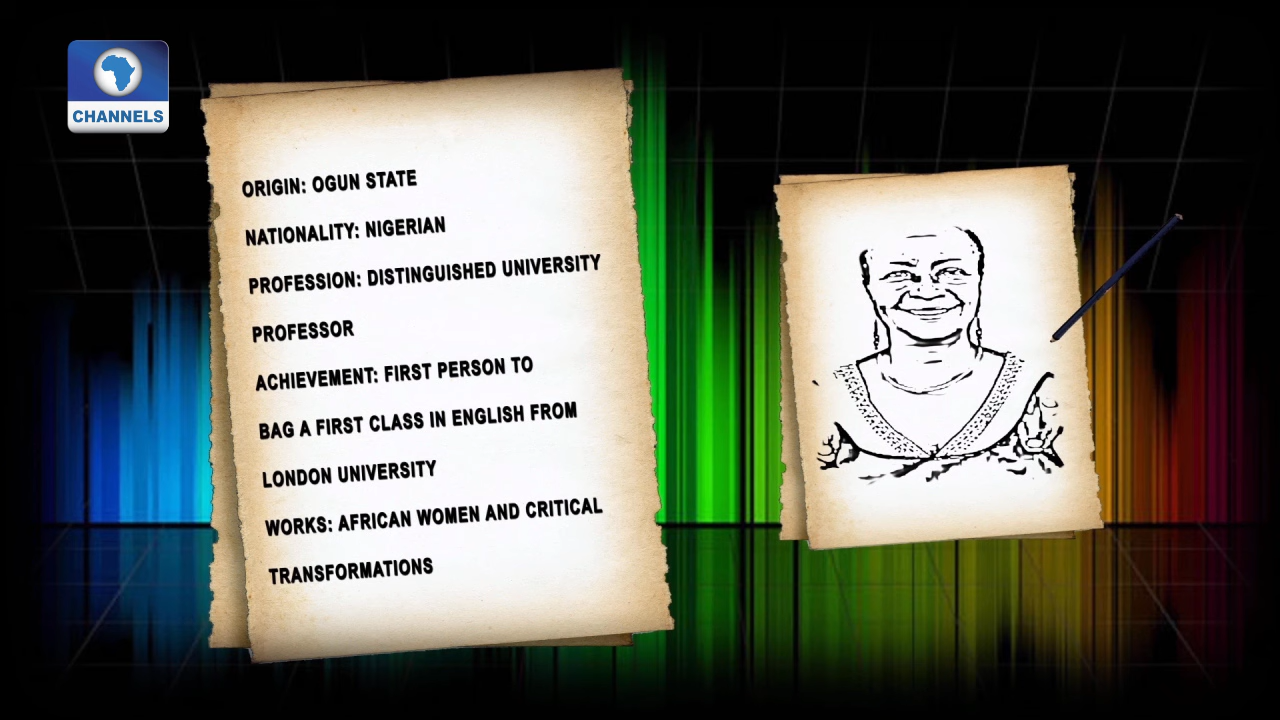 CHANNELS
ORIGIN: OGUN STATE
NATIONALITY: NIGERIAN
PROFESSION: DISTINGUISHED UNIVERSITY
PROFESSOR
ACHIEVEMENT: FIRST PERSON TO
BAG A FIRST CLASS IN ENGLISH FROM
LONDON UNIVERSITY
WORKS: AFRICAN WOMEN AND CRITICAL
TRANSFORMATIONS